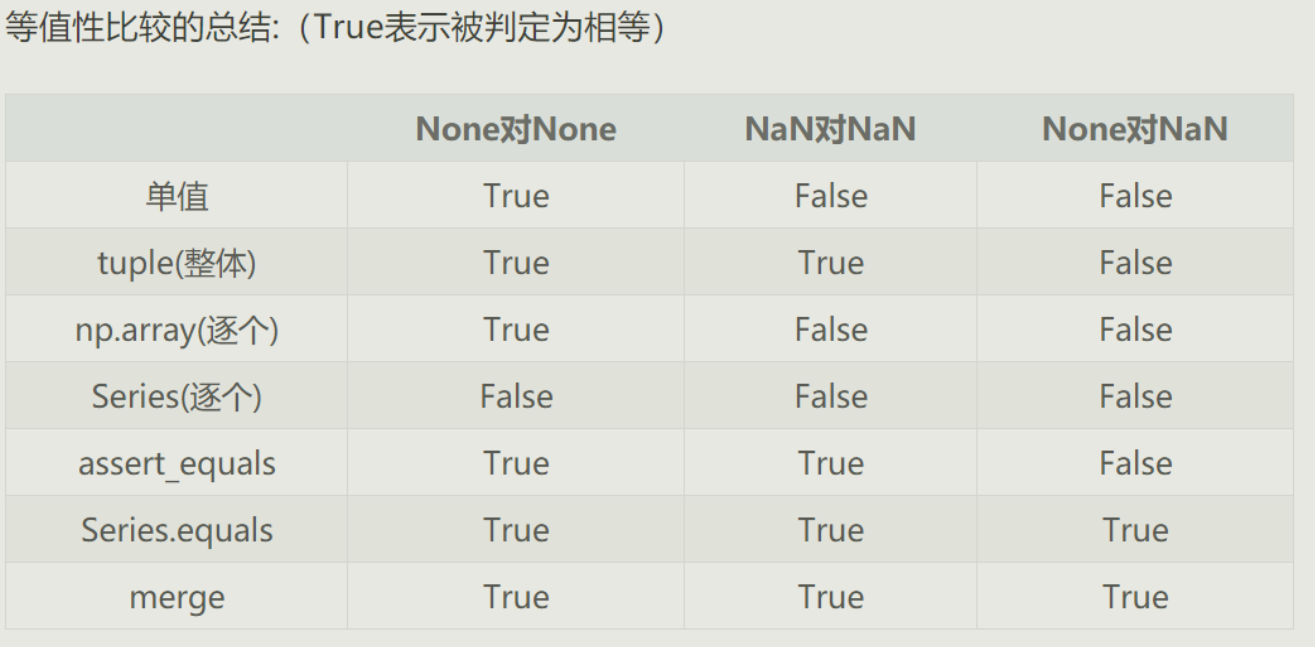 等值性比较的总结:（True表示被判定为相等）
None对None NaN对NaN None对NaN
单值 True False False
tuple(整体) True True False
np.array(逐个) True False False
Series(逐个) False False False
assert_equals True True False
Series.equals True True True
merge True True True